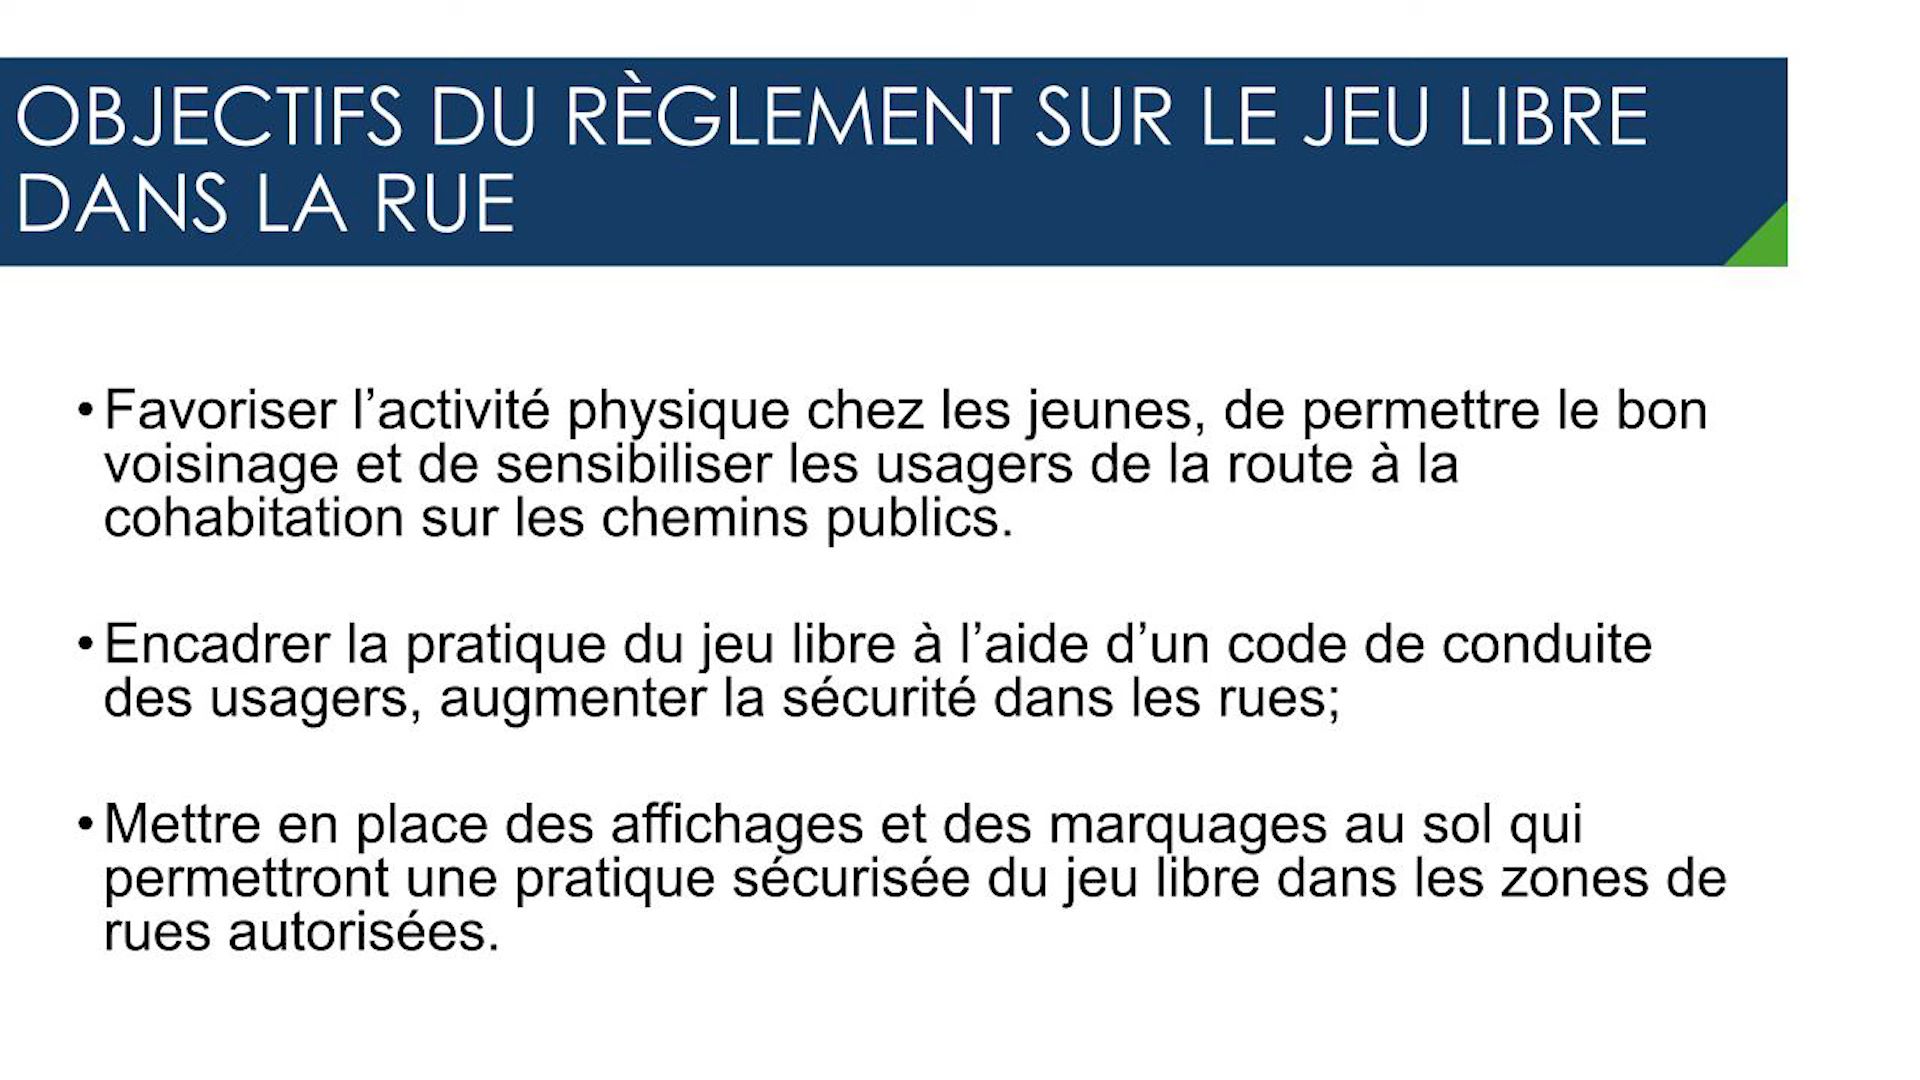 OBJECTIFS DU RÈGLEMENT SUR LE JEU LIBRE
DANS LA RUE
• Favoriser l’activité physique chez les jeunes, de permettre le bon
voisinage et de sensibiliser les usagers de la route à la
cohabitation sur les chemins publics.
• Encadrer la pratique du jeu libre à l’aide d’un code de conduite
des usagers, augmenter la sécurité dans les rues;
• Mettre en place des affichages et des marquages au sol qui
permettront une pratique sécurisée du jeu libre dans les zones de
rues autorisées.